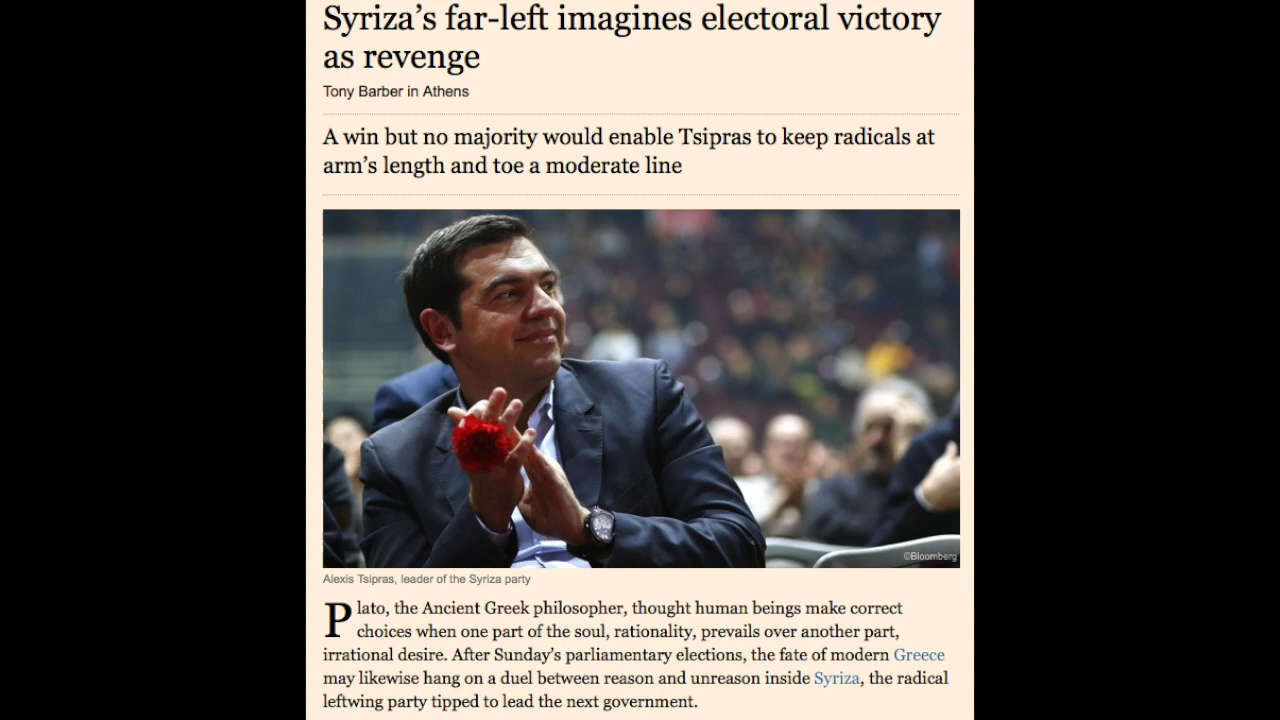 Syriza’s far-left imagines electoral victory
as revenge
Tony Barber in Athens
A win but no majority would enable Tsipras to keep radicals at
arm’s length and toe a moderate line
©Bloomberg
Alexis Tsipras, leader of the Syriza party
Plato, the Ancient Greek philosopher, thought human beings make correct
choices when one part of the soul, rationality, prevails over another part,
irrational desire. After Sunday’s parliamentary elections, the fate of modern Greece
may likewise hang on a duel between reason and unreason inside Syriza, the radical
leftwing party tipped to lead the next government.